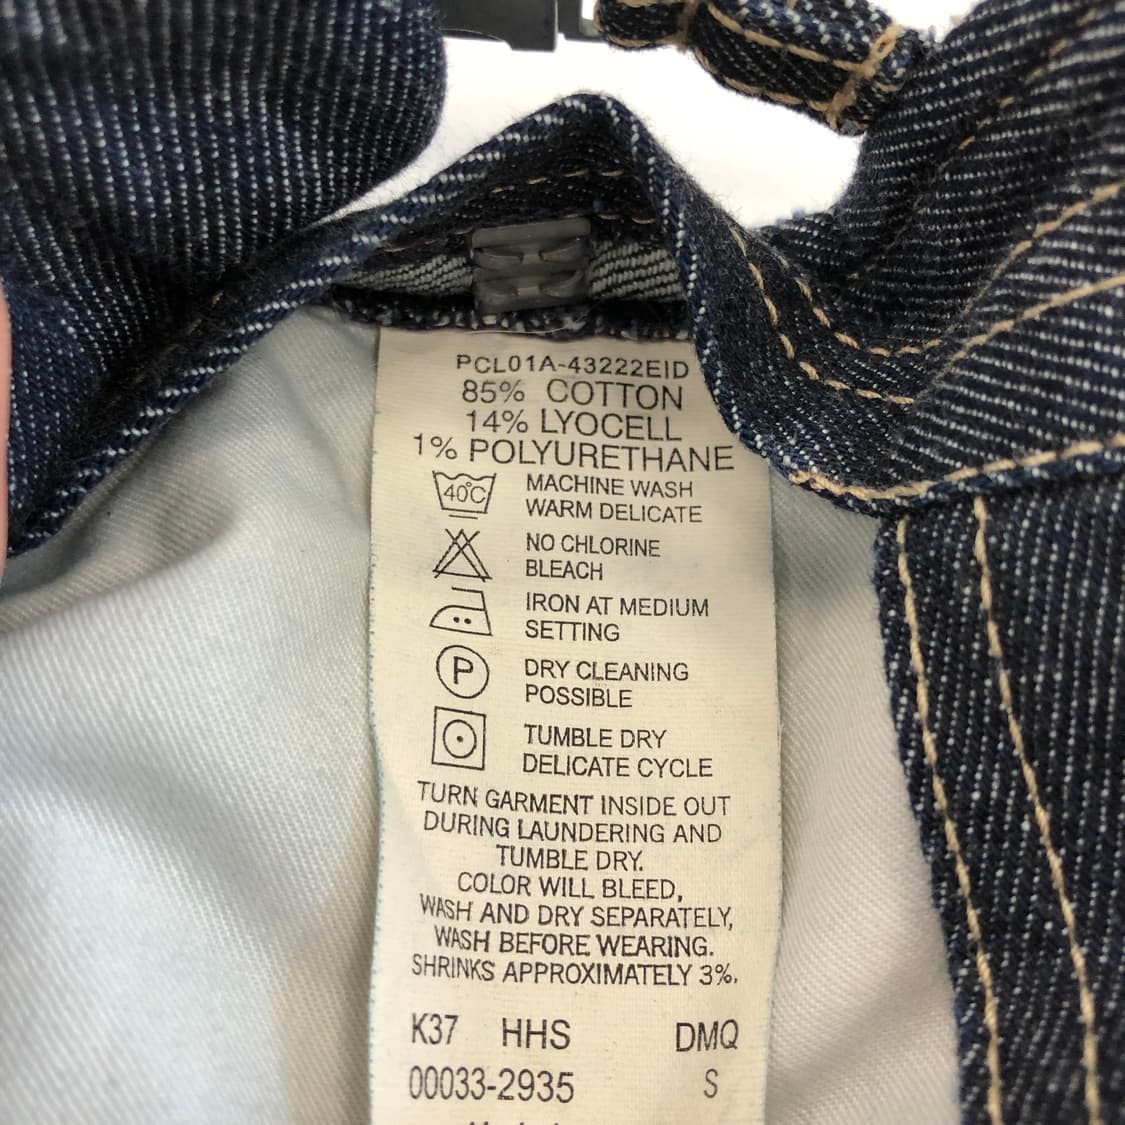 PCL01A-43222EID
85% COTTON
14% LYOCELL
1% POLYURETHANE
40°C MACHINE WASH
WARM DELICATE
NO CHLORINE
BLEACH
IRON AT MEDIUM
SETTING
P DRY CLEANING
POSSIBLE
TUMBLE DRY
DELICATE CYCLE
TURN GARMENT INSIDE OUT
DURING LAUNDERING AND
TUMBLE DRY.
COLOR WILL BLEED,
WASH AND DRY SEPARATELY,
WASH BEFORE WEARING.
SHRINKS APPROXIMATELY 3%.
K37 HHS DMQ
00033-2935 S